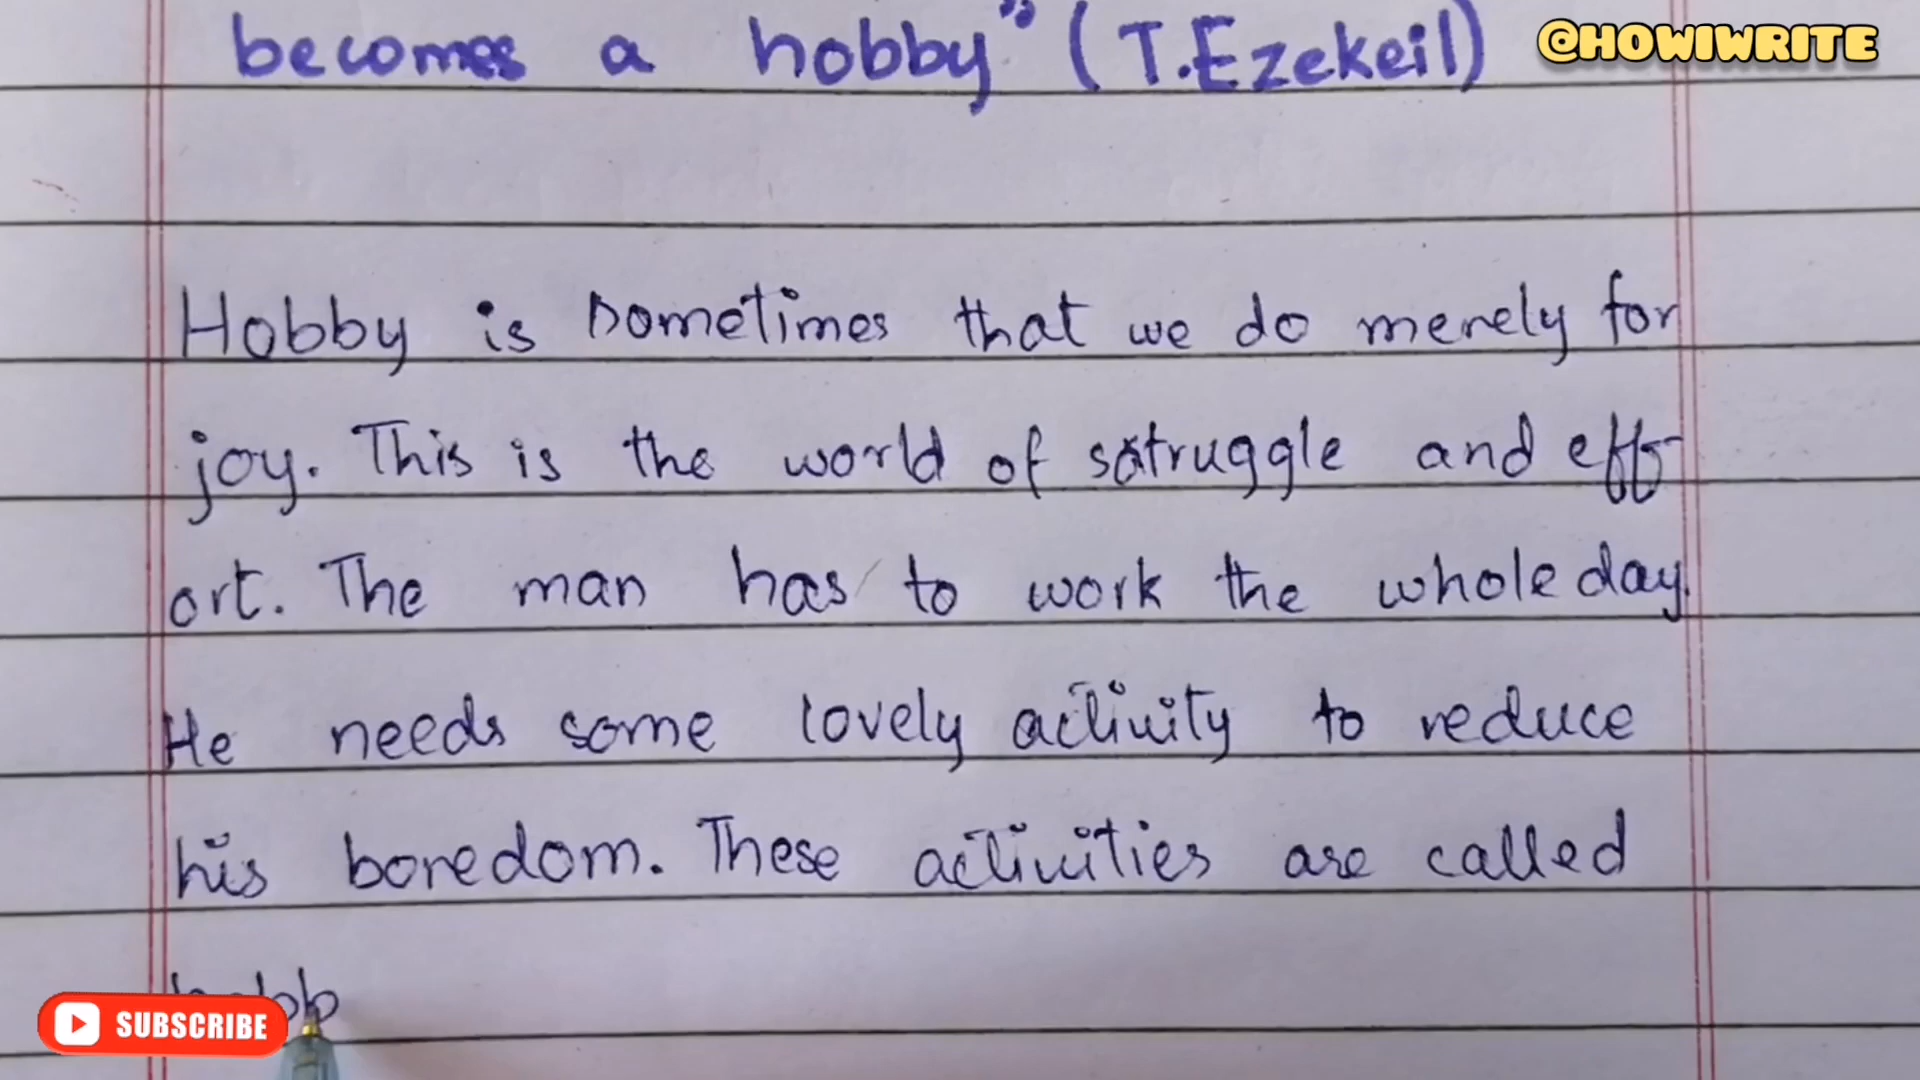 becomes a hobby" (T.Ezekeil)
@HOWIWRITE
Hobby is sometimes that we do merely for
joy. This is the world of satruggle and eff-
ort. The man has to work the whole day.
He needs some lovely activity to reduce
his boredom. These activities are called
SUBSCRIBE